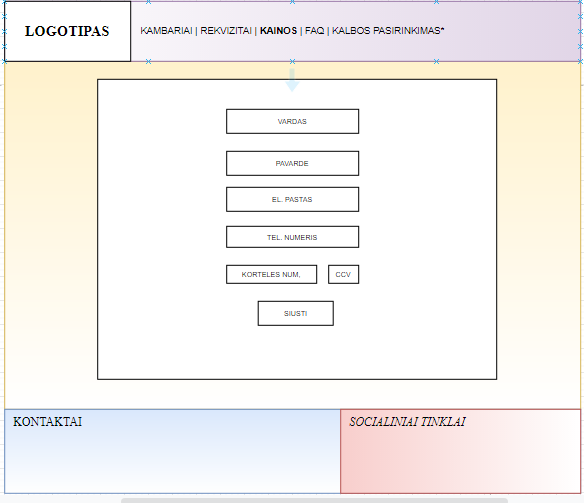 LOGOTIPAS
KAMBARIAI | REKVIZITAI | KAINOS | FAQ | KALBOS PASIRINKIMAS*
VARDAS
PAVARDE
EL. PASTAS
TEL. NUMERIS
KORTELES NUM. CCV
SIUSTI
KONTAKTAI
SOCIALINIAI TINKLAI